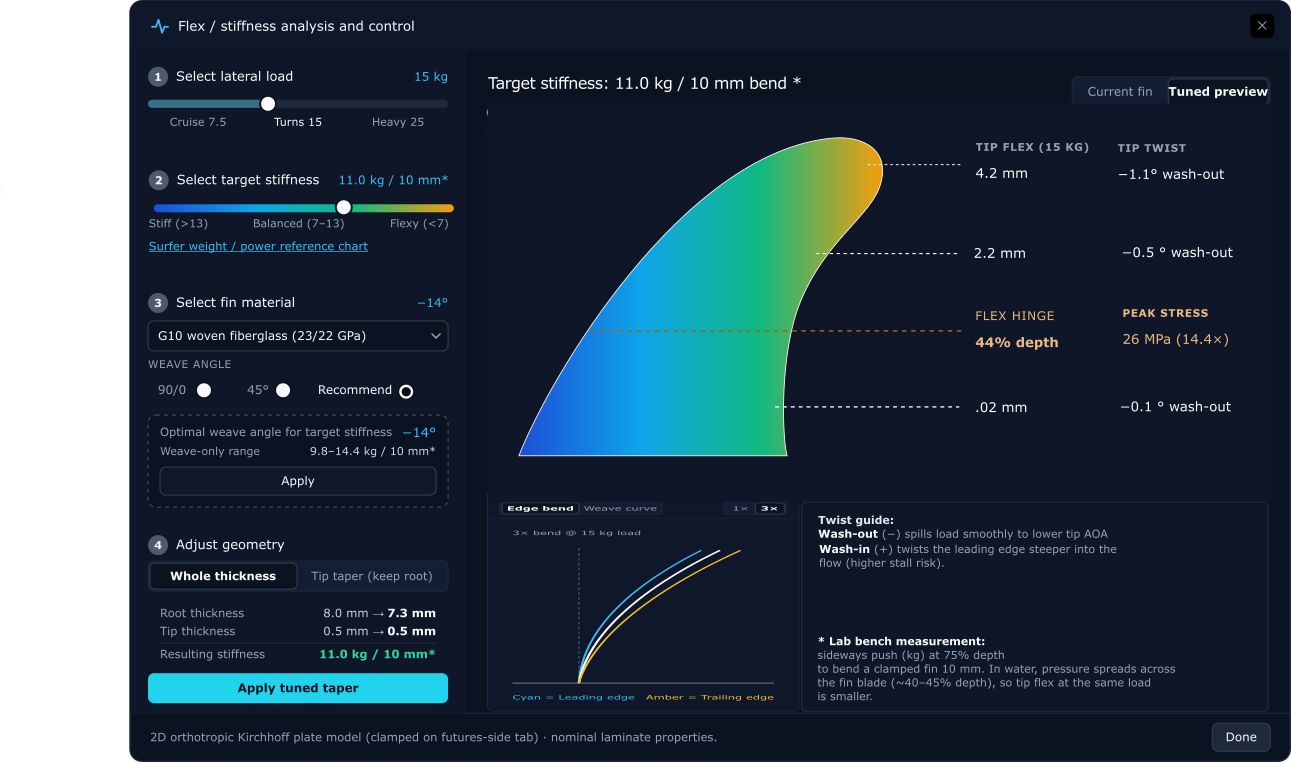 Flex / stiffness analysis and control
1 Select lateral load 15 kg
Cruise 7.5 Turns 15 Heavy 25
2 Select target stiffness 11.0 kg / 10 mm*
Stiff (>13) Balanced (7–13) Flexy (<7)
Surfer weight / power reference chart
3 Select fin material −14°
G10 woven fiberglass (23/22 GPa)
WEAVE ANGLE
90/0 45° Recommend
Optimal weave angle for target stiffness −14°
Weave-only range 9.8–14.4 kg / 10 mm*
Apply
4 Adjust geometry
Whole thickness Tip taper (keep root)
Root thickness 8.0 mm → 7.3 mm
Tip thickness 0.5 mm → 0.5 mm
Resulting stiffness 11.0 kg / 10 mm*
Apply tuned taper
Target stiffness: 11.0 kg / 10 mm bend *
Current fin Tuned preview
TIP FLEX (15 KG) TIP TWIST
4.2 mm −1.1° wash-out
2.2 mm −0.5 ° wash-out
FLEX HINGE PEAK STRESS
44% depth 26 MPa (14.4×)
.02 mm −0.1 ° wash-out
Edge bend Weave curve 1× 3×
3× bend @ 15 kg load
Cyan = Leading edge Amber = Trailing edge
Twist guide:
Wash-out (−) spills load smoothly to lower tip AOA
Wash-in (+) twists the leading edge steeper into the
flow (higher stall risk).
* Lab bench measurement:
sideways push (kg) at 75% depth
to bend a clamped fin 10 mm. In water, pressure spreads across
the fin blade (~40–45% depth), so tip flex at the same load
is smaller.
2D orthotropic Kirchhoff plate model (clamped on futures-side tab) · nominal laminate properties.
Done